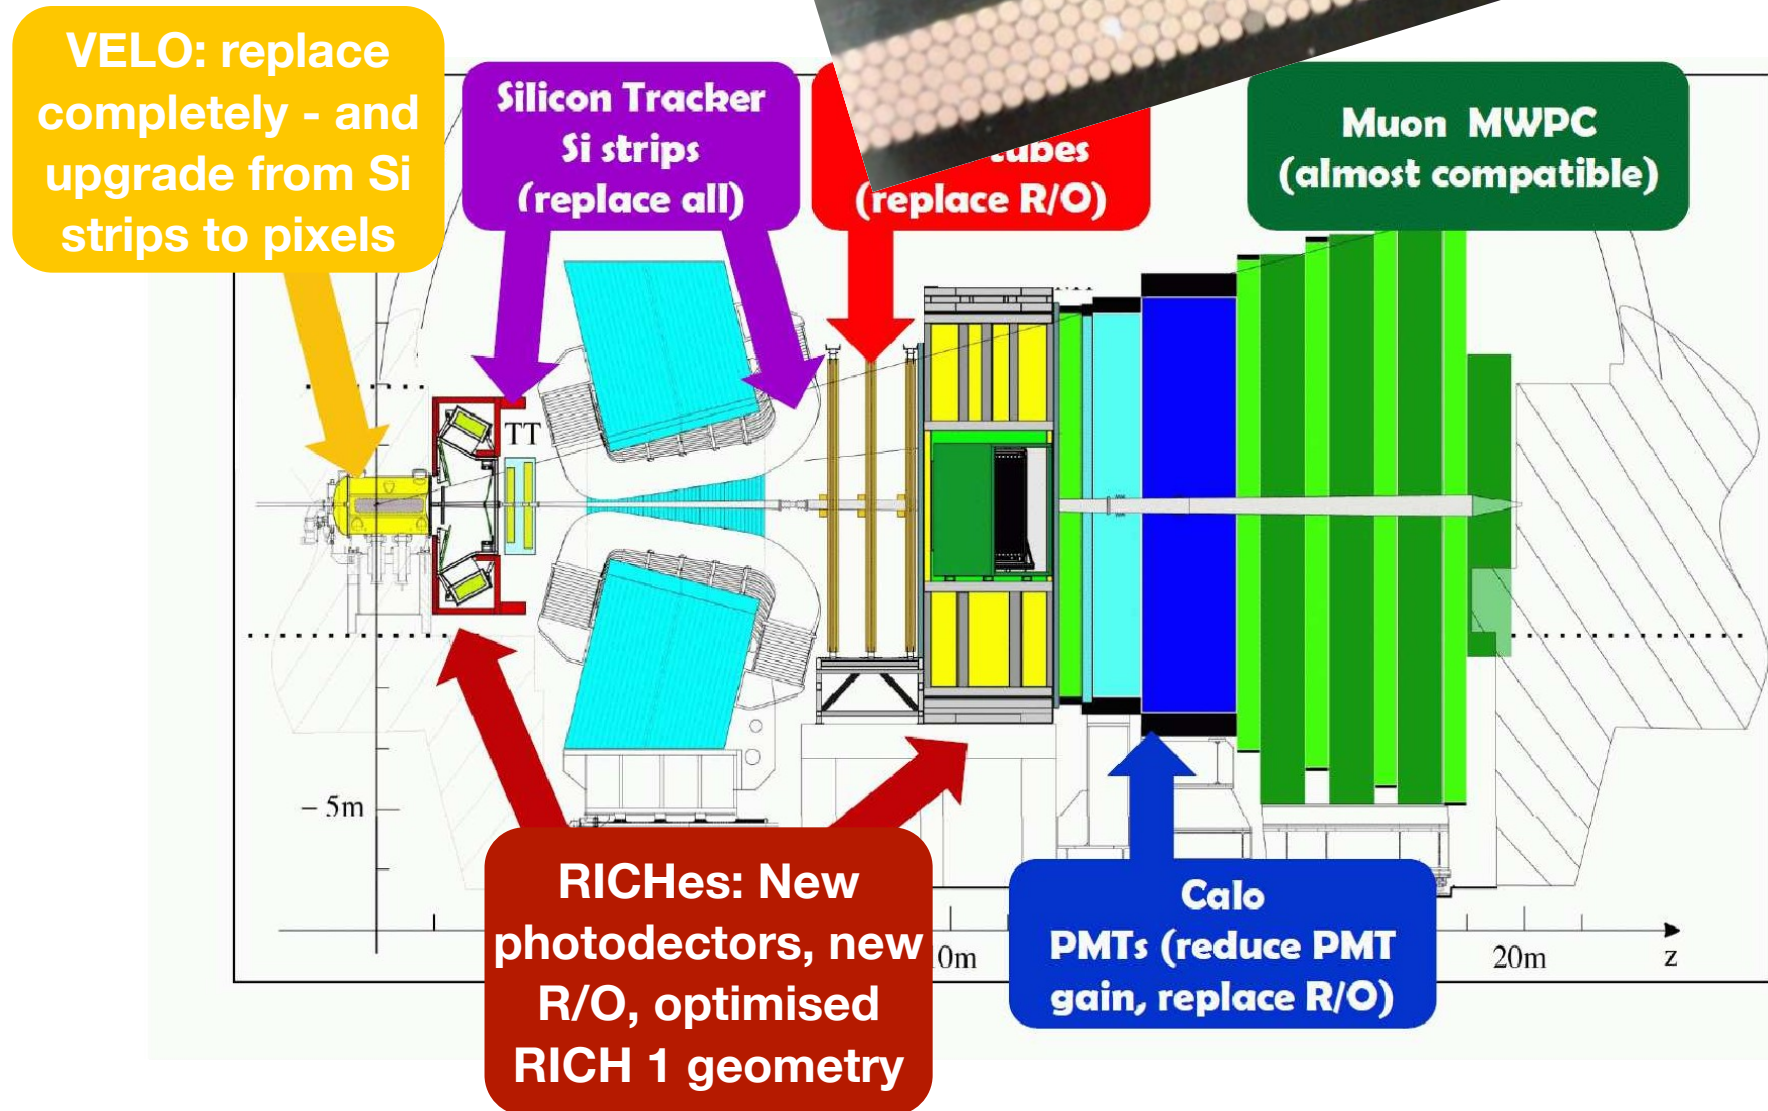 VELO: replace
completely - and
upgrade from Si
strips to pixels
Silicon Tracker
Si strips
(replace all)
(replace R/O)
Muon MWPC
(almost compatible)
TT
– 5m
RICHes: New
photodectors, new
R/O, optimised
RICH 1 geometry
Calo
PMTs (reduce PMT
gain, replace R/O)
20m
z